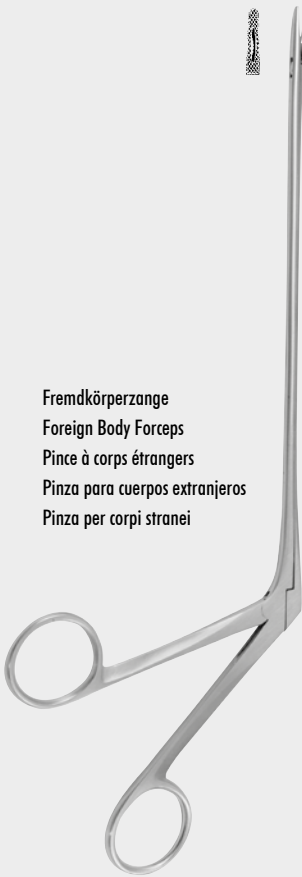 Fremdkörperzange
Foreign Body Forceps
Pince à corps étrangers
Pinza para cuerpos extranjeros
Pinza per corpi stranei